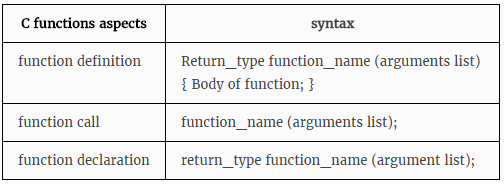 C functions aspects syntax
function definition Return_type function_name (arguments list)
{ Body of function; }
function call function_name (arguments list);
function declaration return_type function_name (argument list);